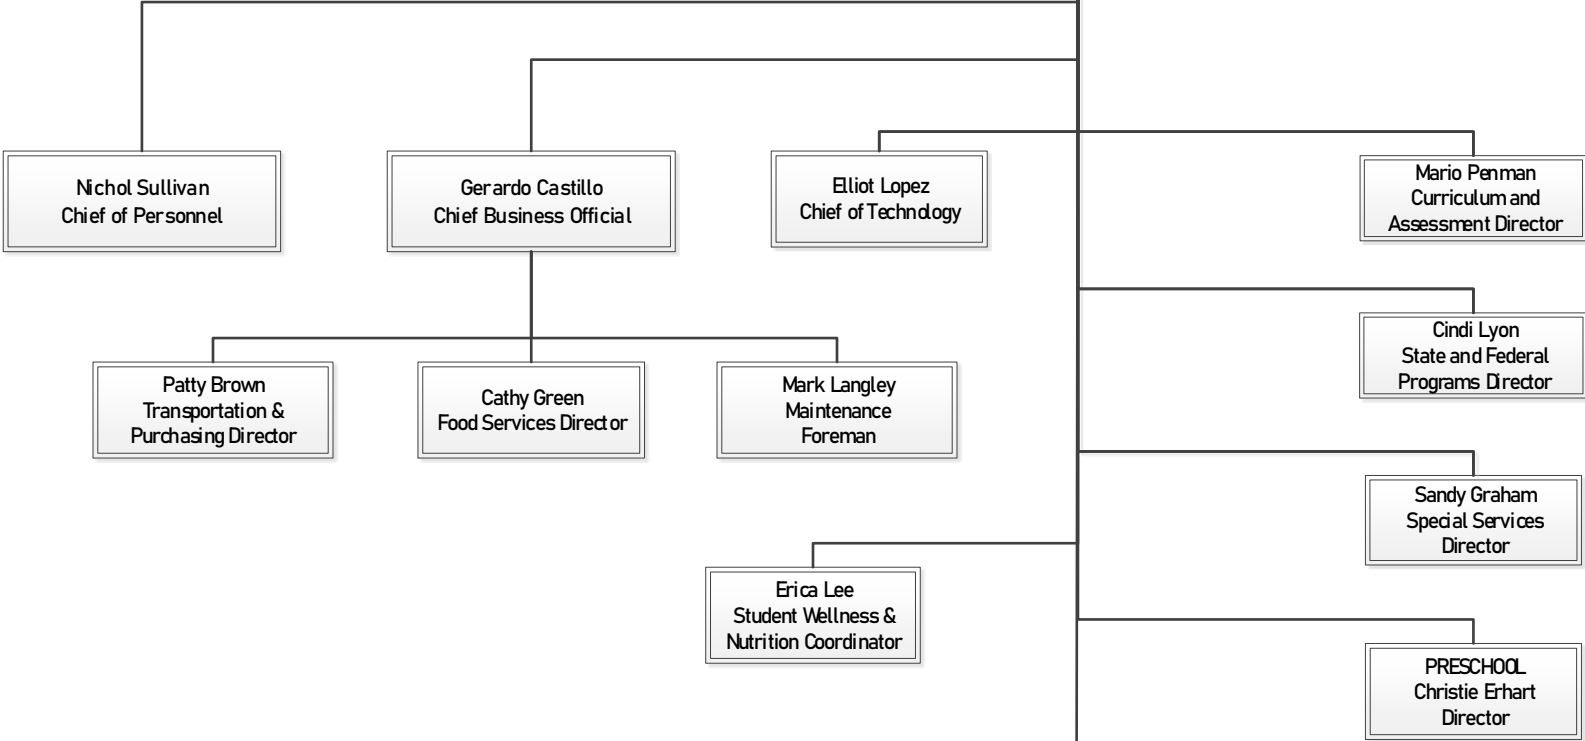 Nichol Sullivan
Chief of Personnel
Gerardo Castillo
Chief Business Official
Elliot Lopez
Chief of Technology
Mario Penman
Curriculum and
Assessment Director
Cindi Lyon
State and Federal
Programs Director
Patty Brown
Transportation &
Purchasing Director
Cathy Green
Food Services Director
Mark Langley
Maintenance
Foreman
Sandy Graham
Special Services
Director
Erica Lee
Student Wellness &
Nutrition Coordinator
PRESCHOOL
Christie Erhart
Director